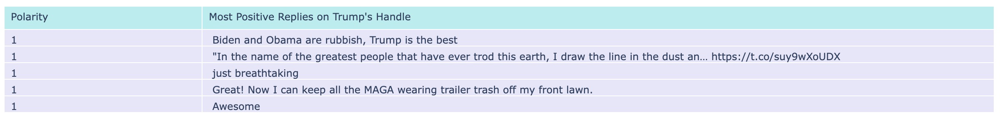 Polarity Most Positive Replies on Trump's Handle
1 Biden and Obama are rubbish, Trump is the best
1 "In the name of the greatest people that have ever trod this earth, I draw the line in the dust an… https://t.co/suy9wXoUDX
1 just breathtaking
1 Great! Now I can keep all the MAGA wearing trailer trash off my front lawn.
1 Awesome